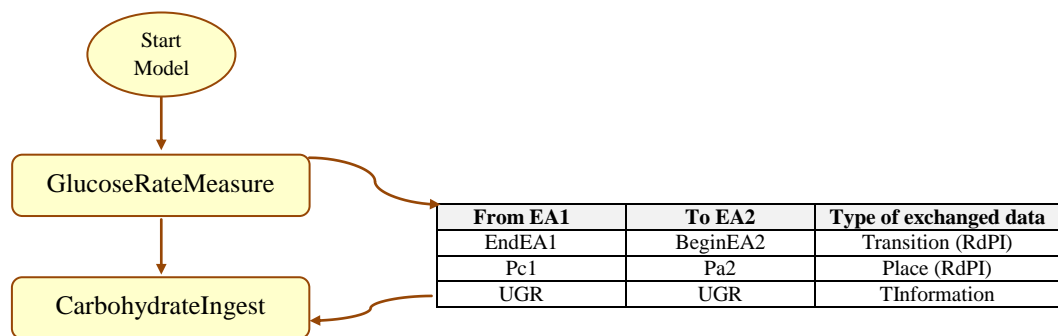 Start
Model
GlucoseRateMeasure
From EA1 To EA2 Type of exchanged data
EndEA1 BeginEA2 Transition (RdPI)
Pc1 Pa2 Place (RdPI)
UGR UGR TInformation
CarbohydrateIngest